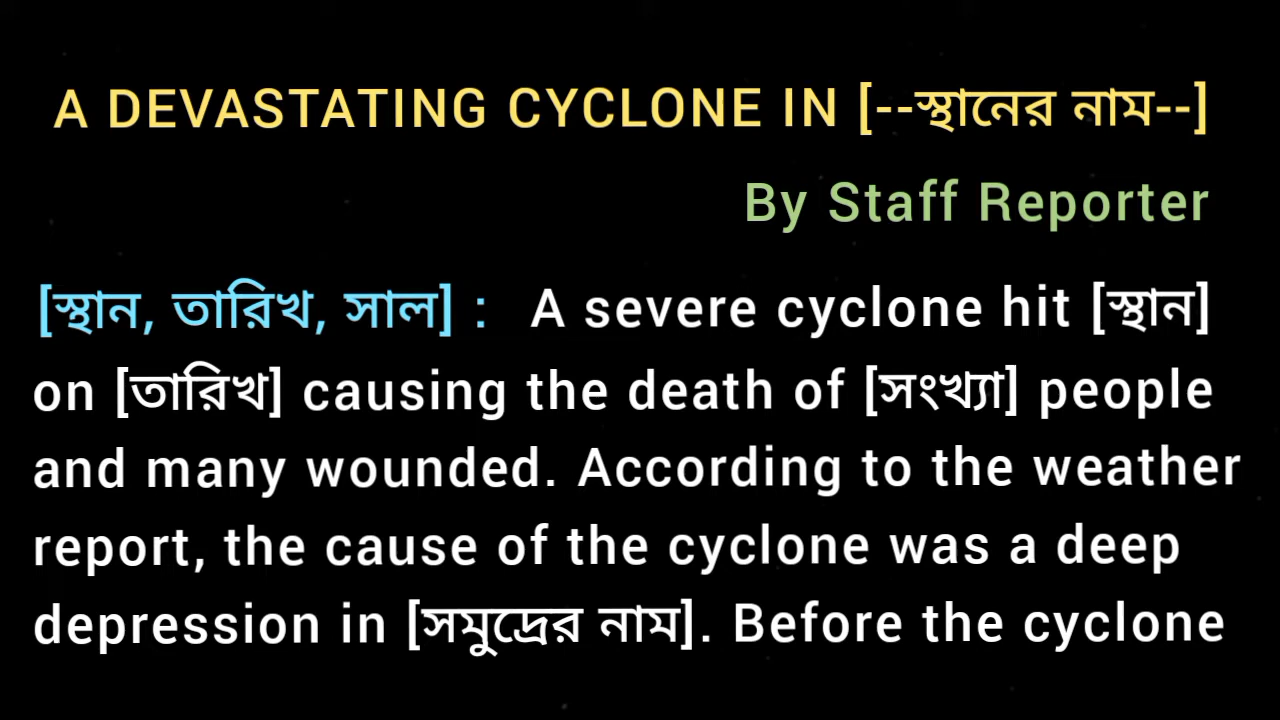 A DEVASTATING CYCLONE IN [--স্থানের নাম--]
By Staff Reporter
[স্থান, তারিখ, সাল] : A severe cyclone hit [স্থান]
on [তারিখ] causing the death of [সংখ্যা] people
and many wounded. According to the weather
report, the cause of the cyclone was a deep
depression in [সমুদ্রের নাম]. Before the cyclone